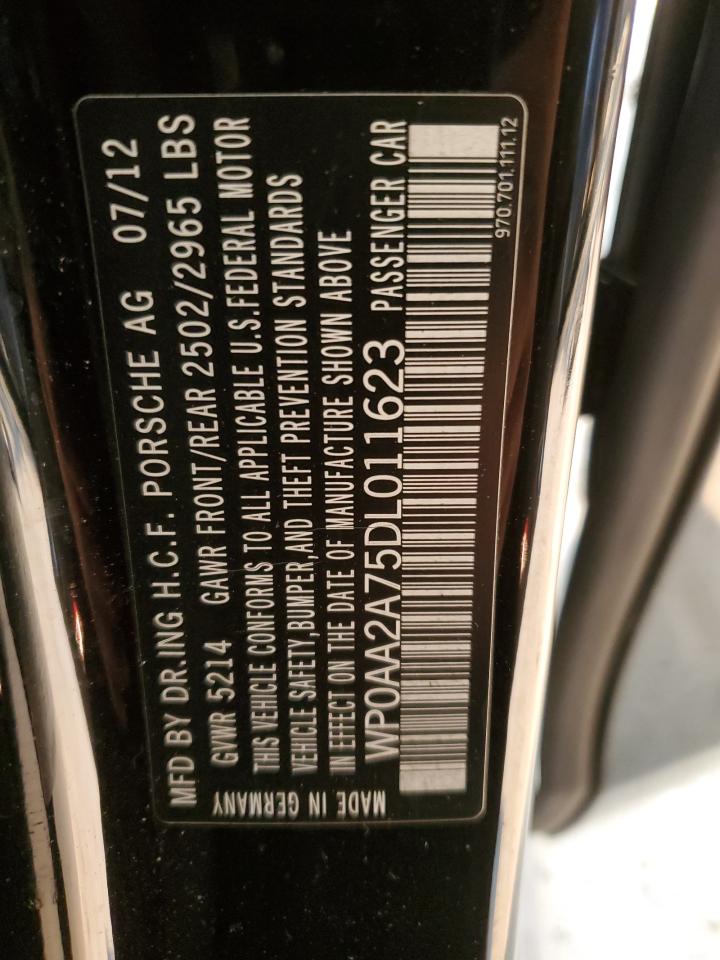 MFD BY DR.ING H.C.F. PORSCHE AG 07/12
GVWR 5214 GAWR FRONT/REAR 2502/2965 LBS
THIS VEHICLE CONFORMS TO ALL APPLICABLE U.S.FEDERAL MOTOR
VEHICLE SAFETY,BUMPER,AND THEFT PREVENTION STANDARDS
IN EFFECT ON THE DATE OF MANUFACTURE SHOWN ABOVE
WP0AA2A75DL011623 PASSENGER CAR
MADE IN GERMANY
970.701.111.12